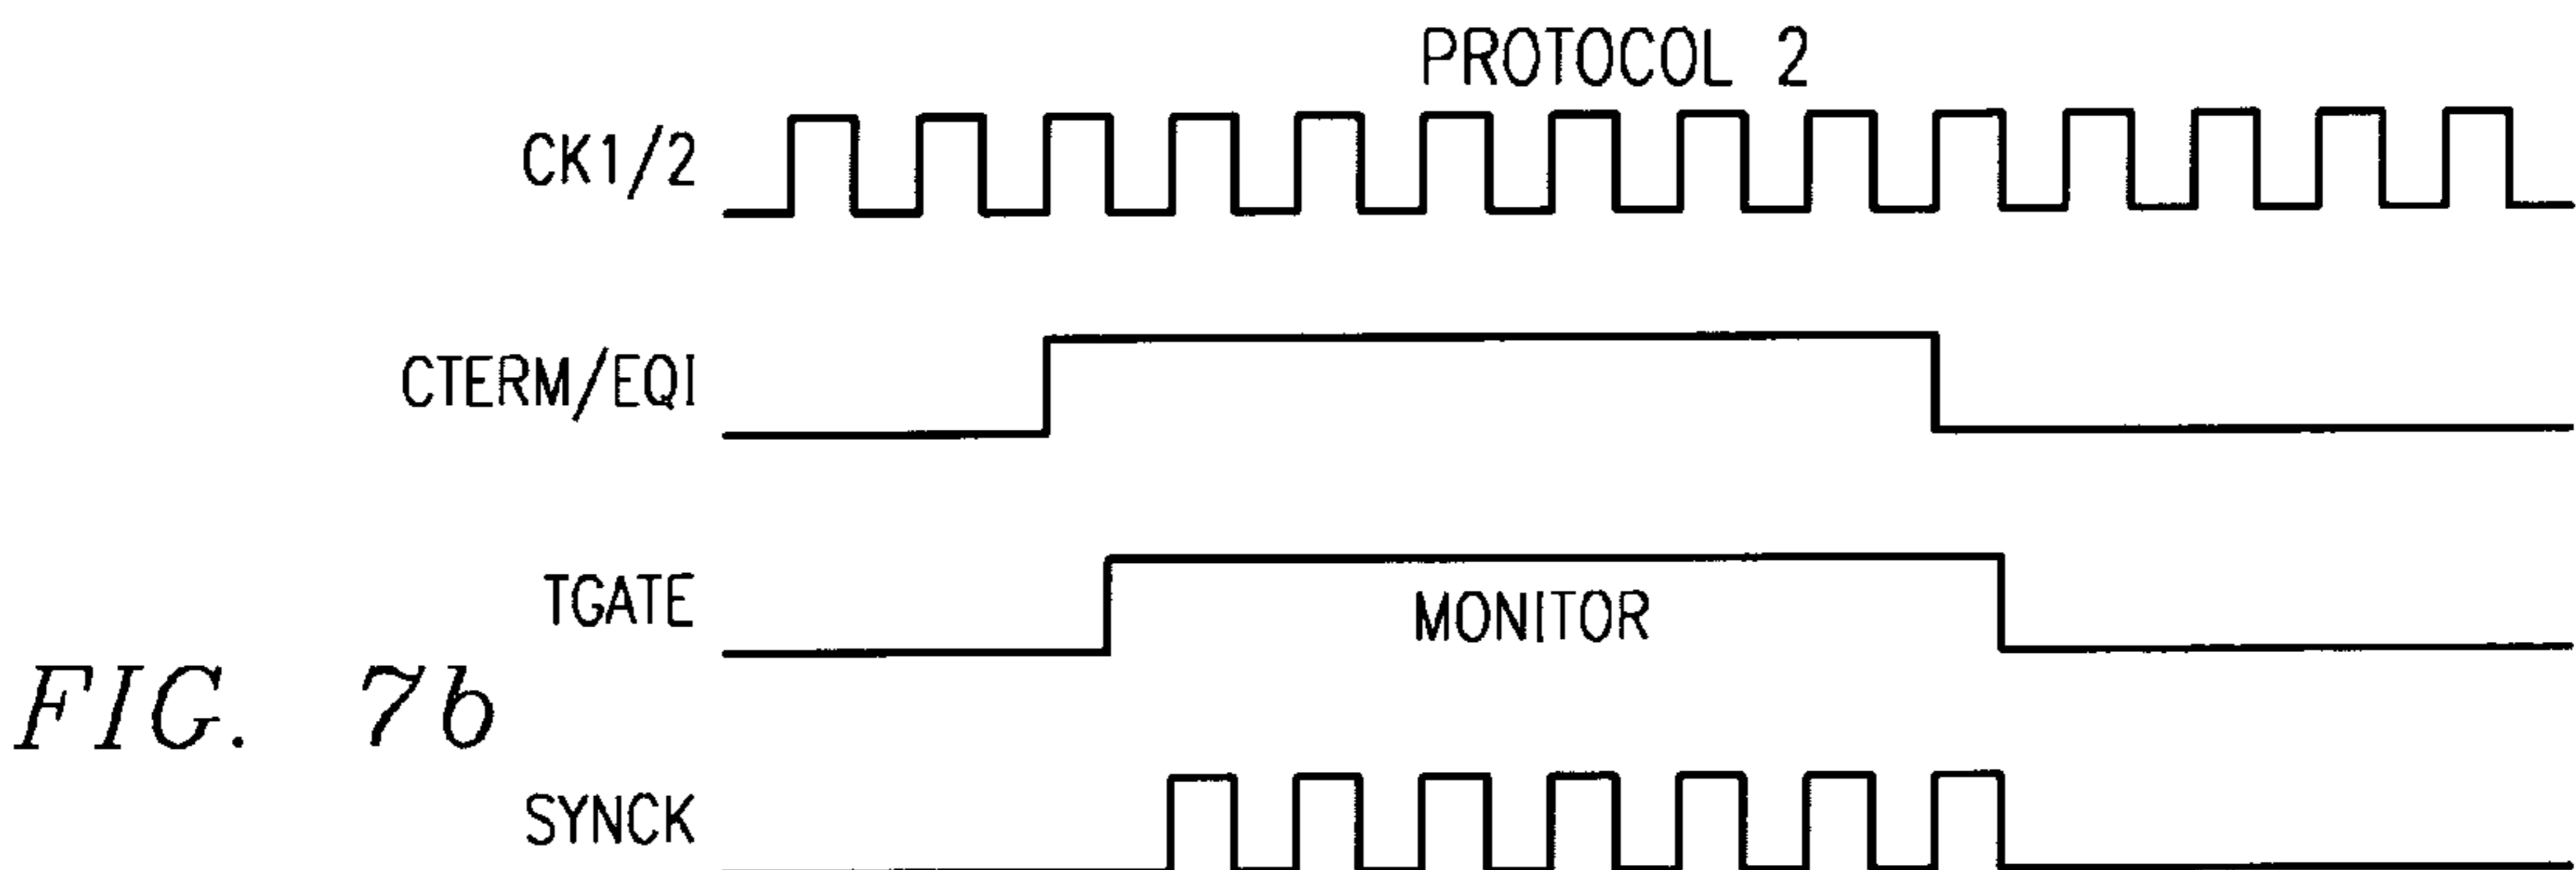 PROTOCOL 2
CK1/2
CTERM/EQI
TGATE
MONITOR
FIG. 7b
SYNCK